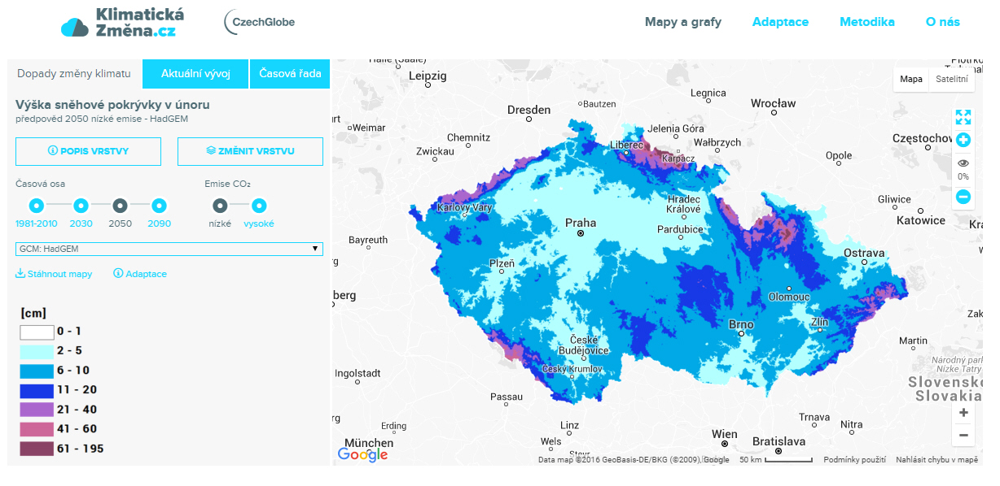 Klimatická
Změna.cz
CzechGlobe
Mapy a grafy
Adaptace
Metodika
O nás
Dopady změny klimatu
Aktuální vývoj
Časová řada
Výška sněhové pokrývky v únoru
předpověd 2050 nízké emise - HadGEM
POPIS VRSTVY
ZMĚNIT VRSTVU
Časová osa
Emise CO₂
1981-2010
2030
2050
2090
nízké
vysoké
GCM: HadGEM
Stáhnout mapy
Adaptace
[cm]
0 - 1
2 - 5
6 - 10
11 - 20
21 - 40
41 - 60
61 - 195
Halle (Saale)
Leipzig
Mapa
Satelitní
Legnica
Wrocław
Dresden
Bautzen
Weimar
Chemnitz
Zwickau
Jelenia Góra
Liberec
Wałbrzych
Karpacz
Częstochow
Opole
0%
Gliwice
Katowice
Kra
Karlovy Vary
Hradec
Králové
Praha
Pardubice
Bayreuth
Plzeň
Ostrava
berg
Olomouc
Brno
Zlín
Žak
České
Budějovice
Český Krumlov
Martin
Ingolstadt
Národný park
Nízke Tatry
Slovensko
Slovakia
Passau
Trnava
Nitra
Erding
Linz
Wels
Steyr
München
Wien
Bratislava
Google
Data map ©2016 GeoBasis-DE/BKG (©2009), Google
50 km
Podmínky použití
Nahlásit chybu v mapě